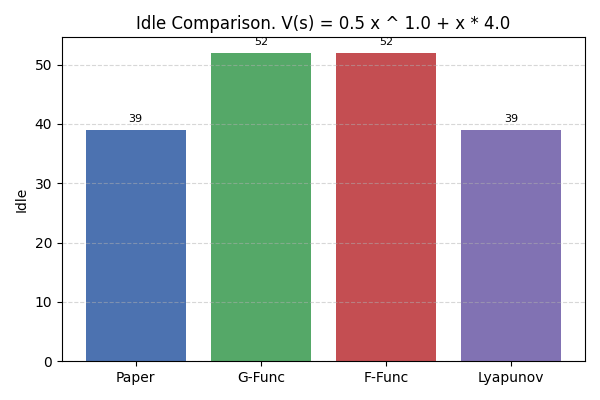 Idle Comparison. V(s) = 0.5 x ^ 1.0 + x * 4.0
Idle
50
40
30
20
10
0
39
52
52
39
Paper
G-Func
F-Func
Lyapunov